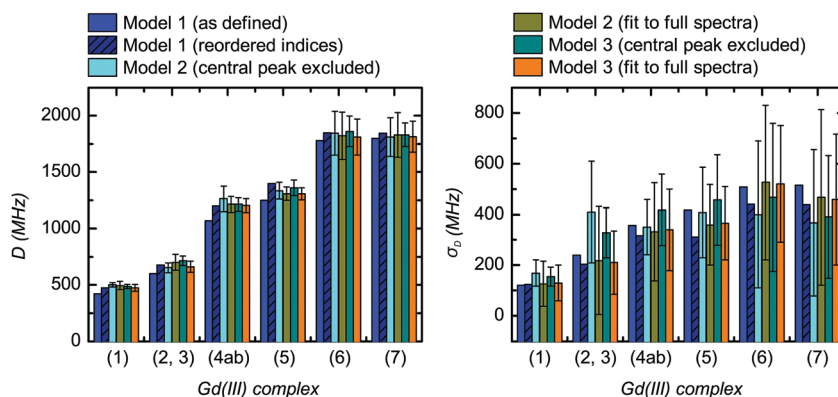 Model 1 (as defined)
Model 1 (reordered indices)
Model 2 (central peak excluded)
Model 2 (fit to full spectra)
Model 3 (central peak excluded)
Model 3 (fit to full spectra)
D (MHz)
2000
1500
1000
500
0
(1) (2, 3) (4ab) (5) (6) (7)
Gd(III) complex
σD (MHz)
800
600
400
200
0
(1) (2, 3) (4ab) (5) (6) (7)
Gd(III) complex